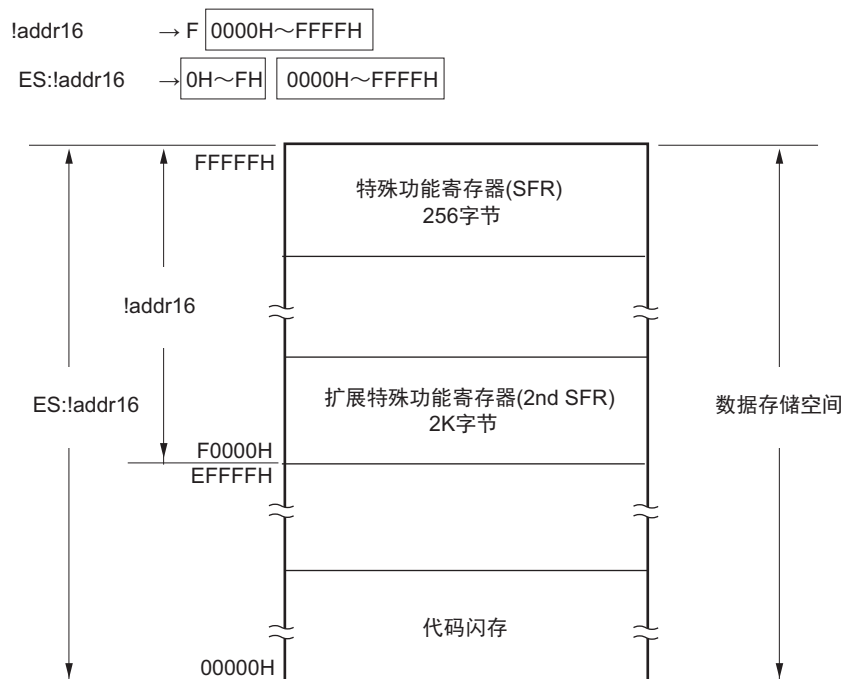 !addr16 → F 0000H～FFFFH
ES:!addr16 → 0H～FH 0000H～FFFFH
FFFFFH
特殊功能寄存器(SFR)
256字节
!addr16
扩展特殊功能寄存器(2nd SFR)
2K字节
ES:!addr16
数据存储空间
F0000H
EFFFFH
代码闪存
00000H